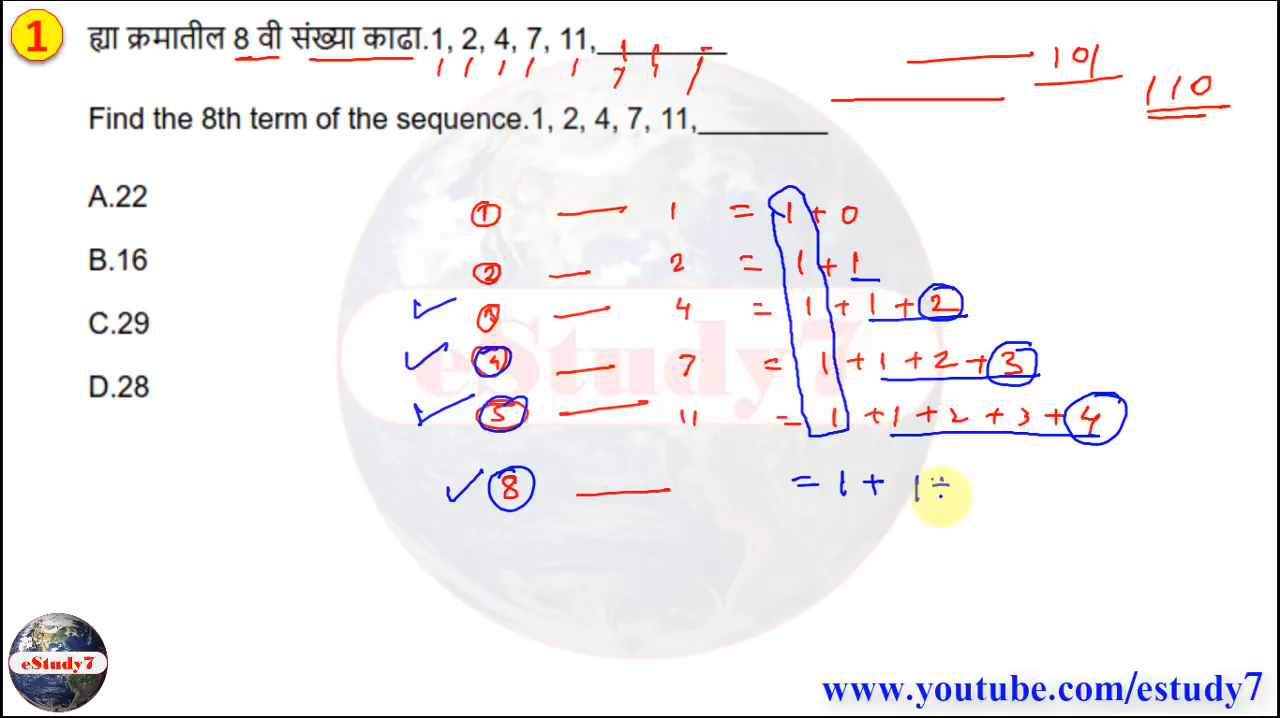 1
ह्या क्रमातील 8 वी संख्या काढा.1, 2, 4, 7, 11,________
101
110
Find the 8th term of the sequence.1, 2, 4, 7, 11,________
A.22
B.16
C.29
D.28
1 — 1 = 1 + 0
2 — 2 = 1 + 1
3 — 4 = 1 + 1 + 2
4 — 7 = 1 + 1 + 2 + 3
5 — 11 = 1 + 1 + 2 + 3 + 4
8 — = 1 + 1
eStudy7
eStudy7
www.youtube.com/estudy7